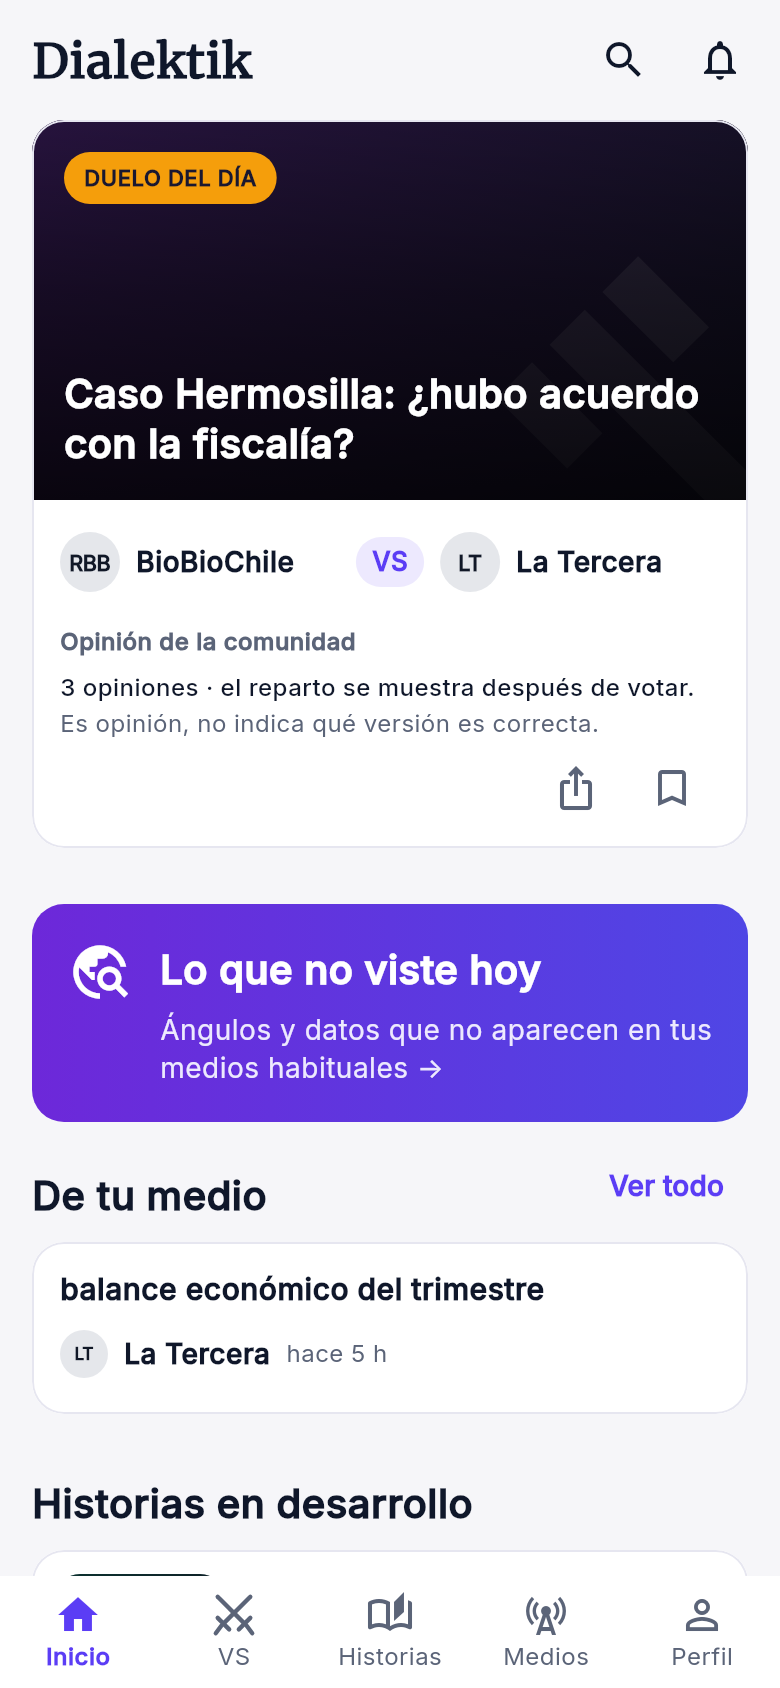 Dialektik
DUELO DEL DÍA
Caso Hermosilla: ¿hubo acuerdo
con la fiscalía?
RBB BioBioChile VS LT La Tercera
Opinión de la comunidad
3 opiniones · el reparto se muestra después de votar.
Es opinión, no indica qué versión es correcta.
Lo que no viste hoy
Ángulos y datos que no aparecen en tus
medios habituales →
De tu medio Ver todo
balance económico del trimestre
LT La Tercera hace 5 h
Historias en desarrollo
Inicio VS Historias Medios Perfil